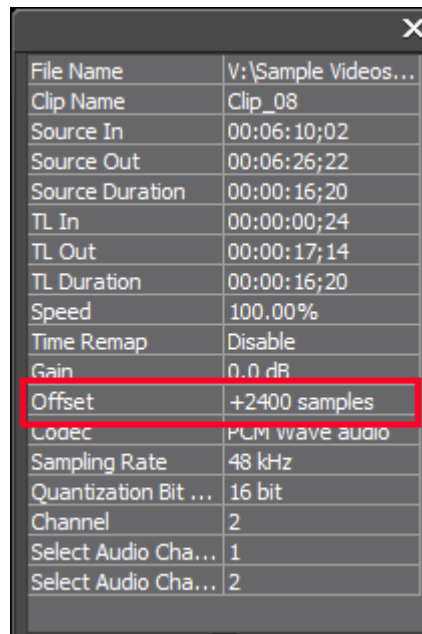 File Name V:\Sample Videos...
Clip Name Clip_08
Source In 00:06:10;02
Source Out 00:06:26;22
Source Duration 00:00:16;20
TL In 00:00:00;24
TL Out 00:00:17;14
TL Duration 00:00:16;20
Speed 100.00%
Time Remap Disable
Gain 0.0 dB
Offset +2400 samples
Codec PCM Wave audio
Sampling Rate 48 kHz
Quantization Bit ... 16 bit
Channel 2
Select Audio Cha... 1
Select Audio Cha... 2